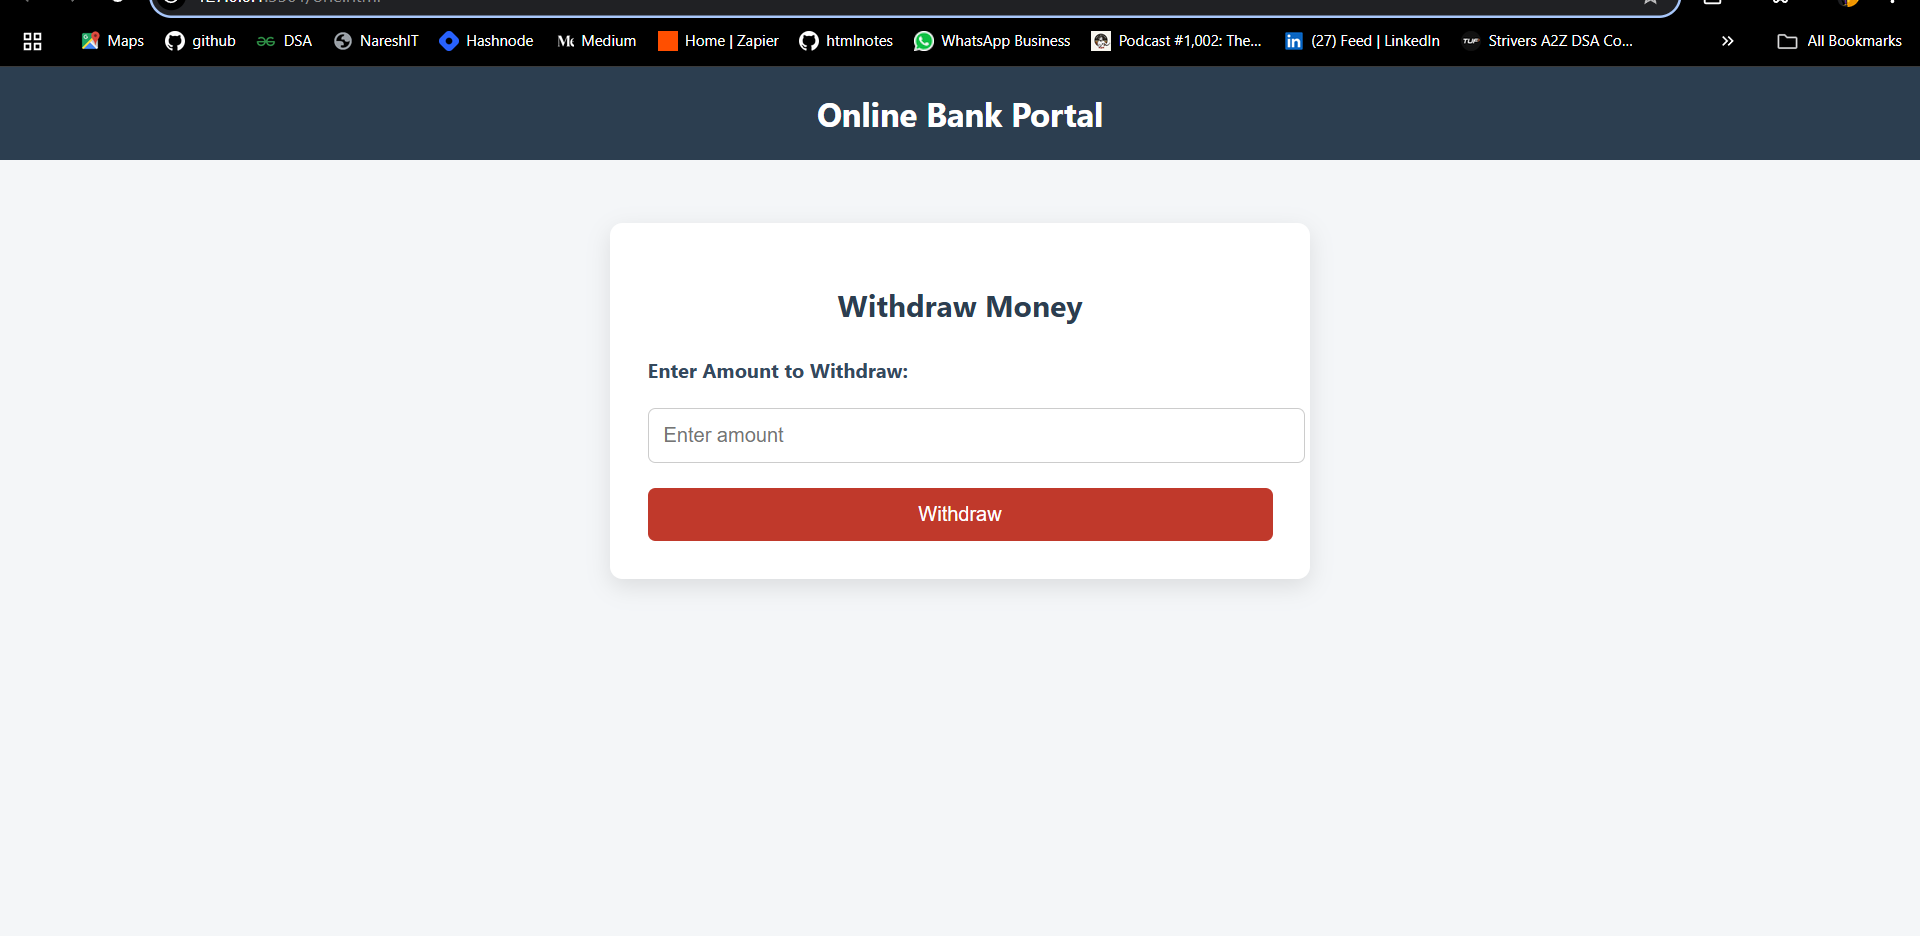 Maps github DSA NareshIT Hashnode Medium Home | Zapier htmlnotes WhatsApp Business Podcast #1,002: The... (27) Feed | LinkedIn Strivers A2Z DSA Co... All Bookmarks
Online Bank Portal
Withdraw Money
Enter Amount to Withdraw:
Enter amount
Withdraw